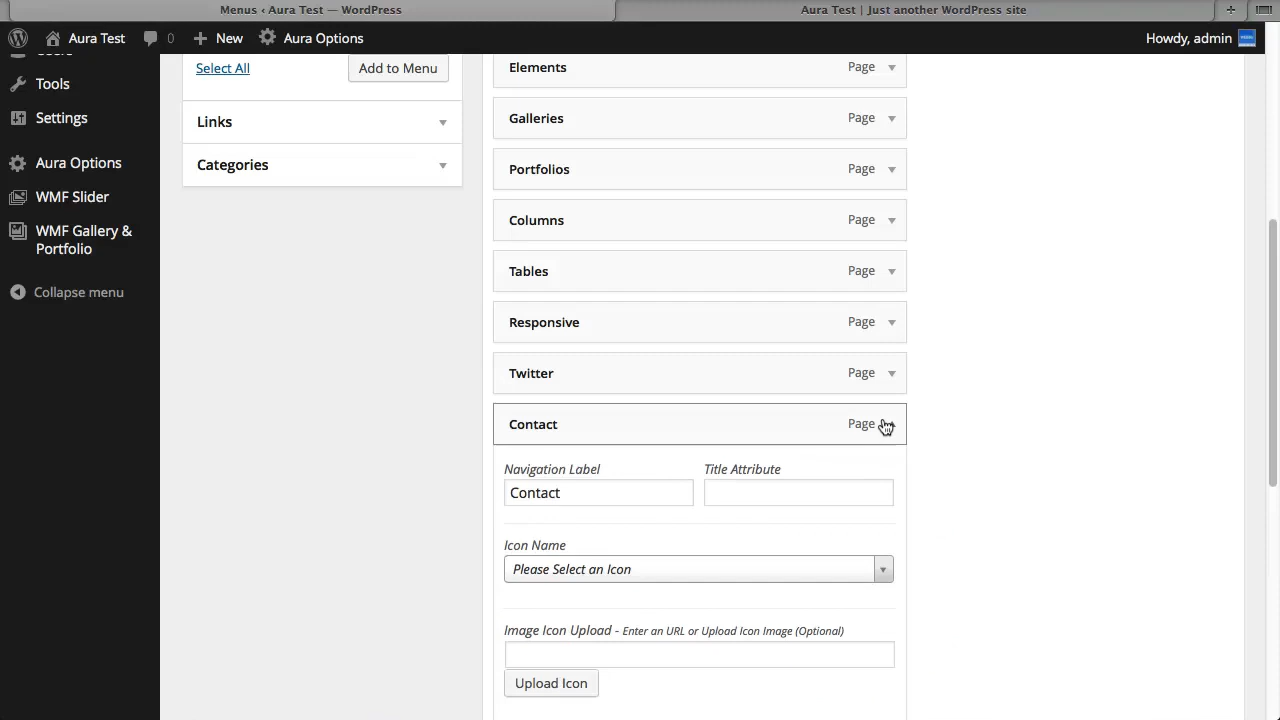 Menus ‹ Aura Test — WordPress
Aura Test | Just another WordPress site
Aura Test
0
New
Aura Options
Howdy, admin
Tools
Settings
Aura Options
WMF Slider
WMF Gallery &
Portfolio
Collapse menu
Select All
Add to Menu
Links
Categories
Elements
Page
Galleries
Page
Portfolios
Page
Columns
Page
Tables
Page
Responsive
Page
Twitter
Page
Contact
Page
Navigation Label
Title Attribute
Contact
Icon Name
Please Select an Icon
Image Icon Upload - Enter an URL or Upload Icon Image (Optional)
Upload Icon